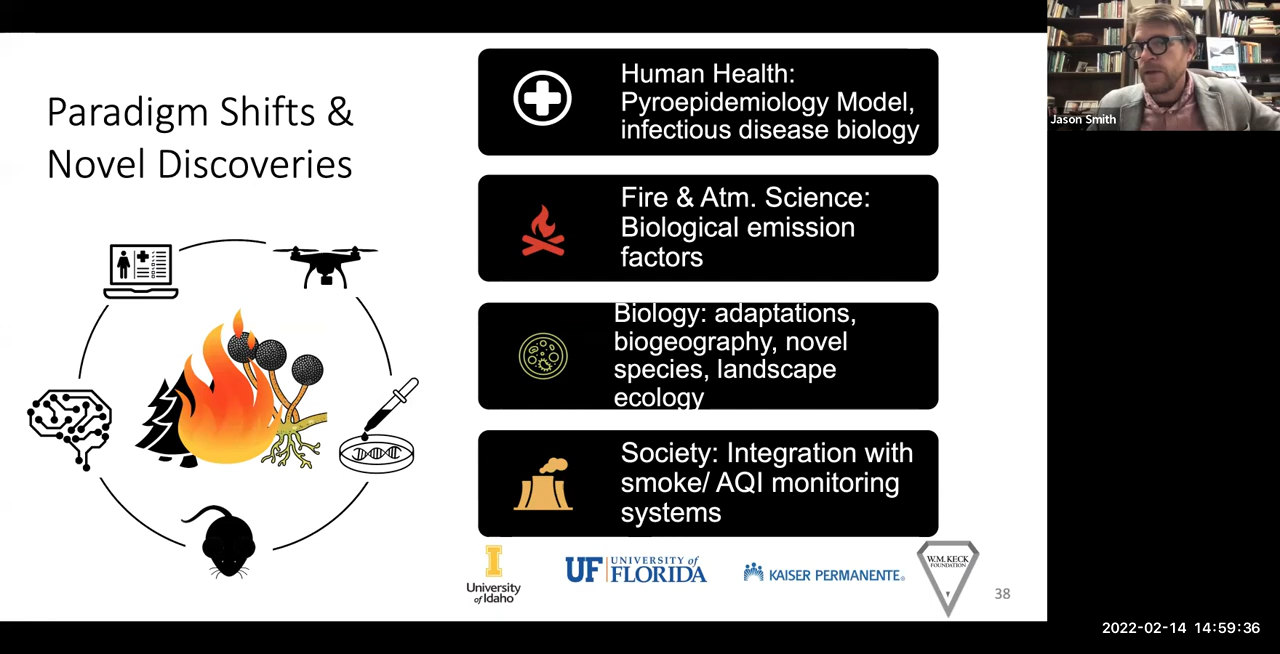 Paradigm Shifts &
Novel Discoveries
Human Health:
Pyroepidemiology Model,
infectious disease biology
Fire & Atm. Science:
Biological emission
factors
Biology: adaptations,
biogeography, novel
species, landscape
ecology
Society: Integration with
smoke/ AQI monitoring
systems
I
University
of Idaho
UF UNIVERSITY of
FLORIDA
KAISER PERMANENTE®
W.M. KECK
FOUNDATION
38
Jason Smith
2022-02-14 14:59:36